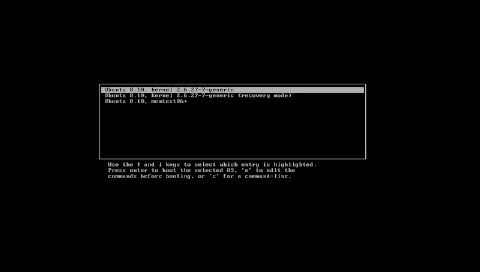 Ubuntu 8.10, kernel 2.6.27-7-generic
Ubuntu 8.10, kernel 2.6.27-7-generic (recovery mode)
Ubuntu 8.10, memtest86+
Use the ↑ and ↓ keys to select which entry is highlighted.
Press enter to boot the selected OS, 'e' to edit the
commands before booting, or 'c' for a command-line.